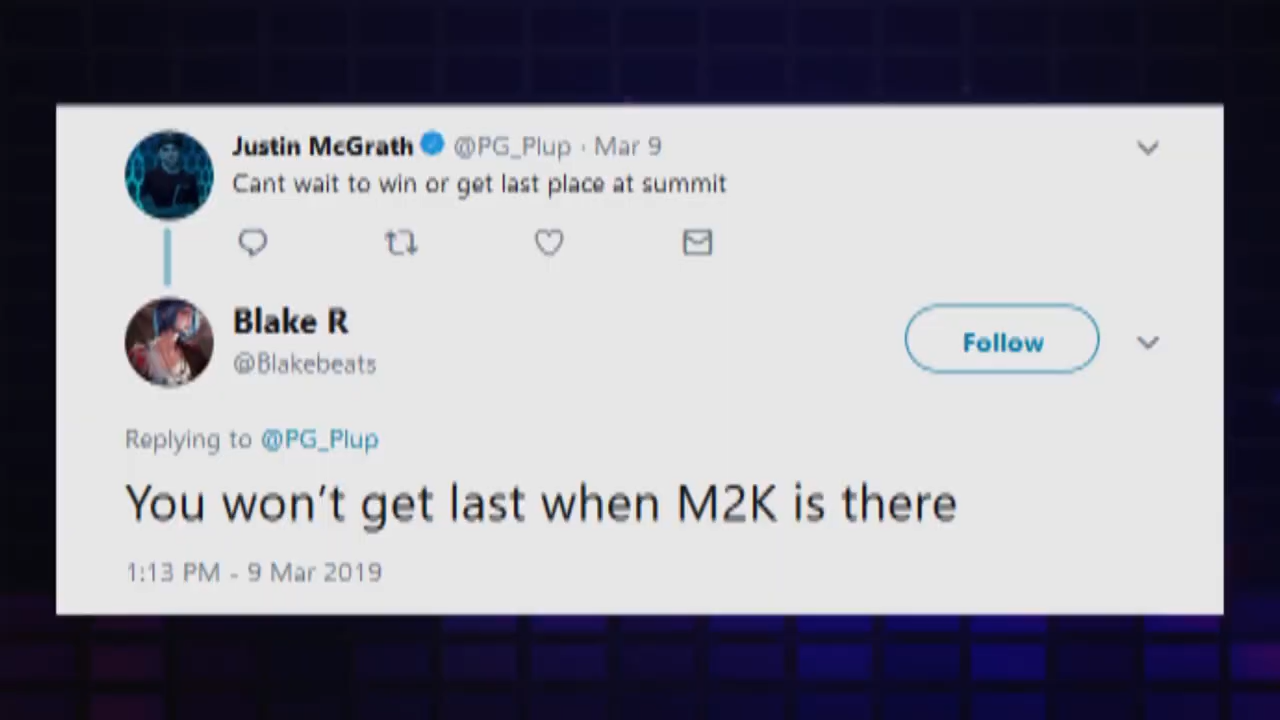 Justin McGrath @PG_Plup · Mar 9
Cant wait to win or get last place at summit
Blake R
@Blakebeats
Follow
Replying to @PG_Plup
You won't get last when M2K is there
1:13 PM - 9 Mar 2019